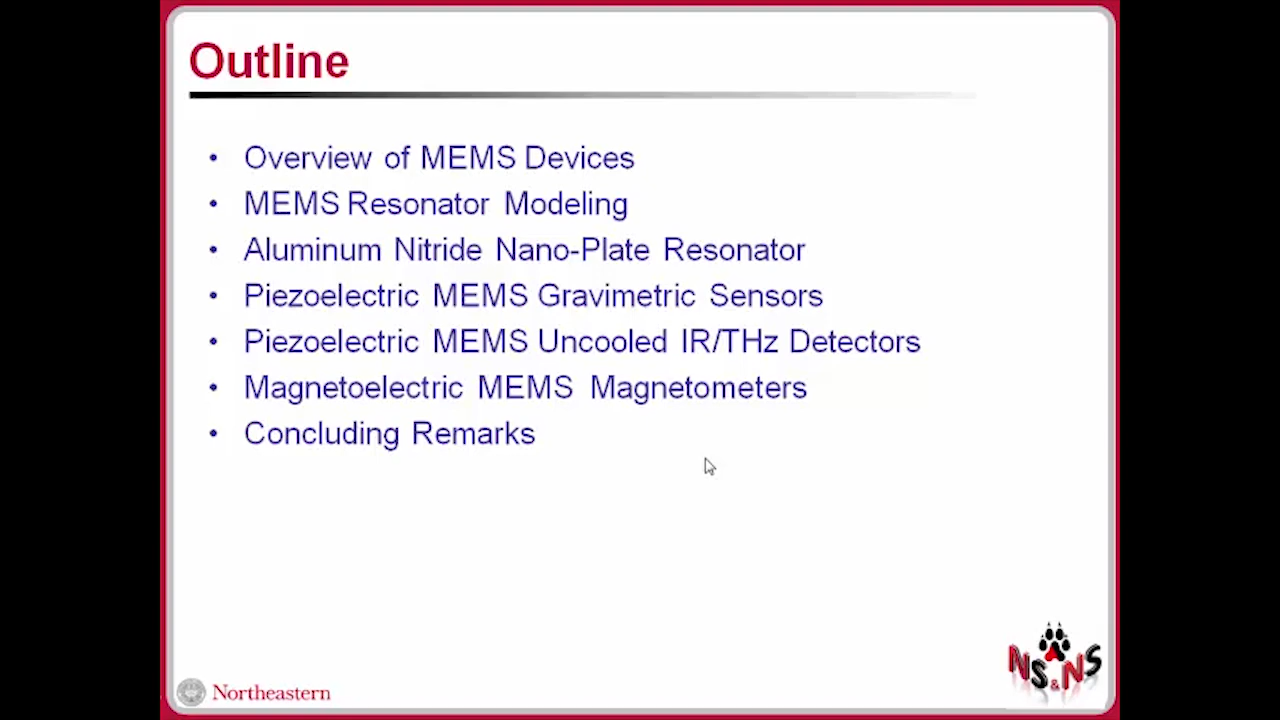 Outline
• Overview of MEMS Devices
• MEMS Resonator Modeling
• Aluminum Nitride Nano-Plate Resonator
• Piezoelectric MEMS Gravimetric Sensors
• Piezoelectric MEMS Uncooled IR/THz Detectors
• Magnetoelectric MEMS Magnetometers
• Concluding Remarks
NS&NS
Northeastern